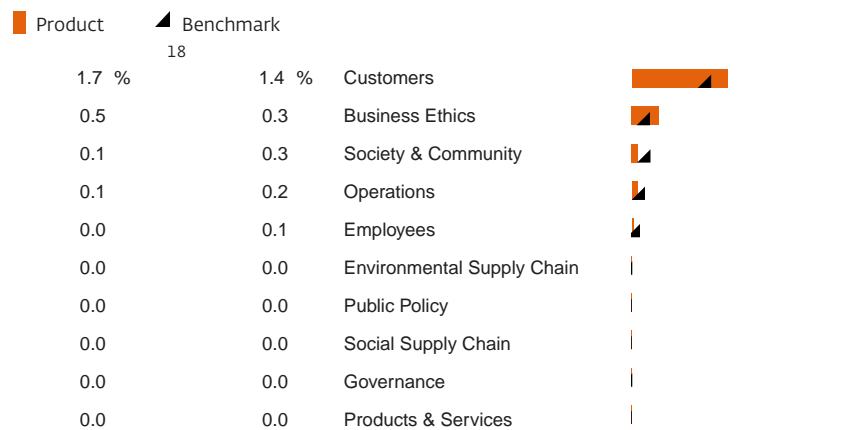 Product Benchmark
18
1.7 % 1.4 % Customers
0.5 0.3 Business Ethics
0.1 0.3 Society & Community
0.1 0.2 Operations
0.0 0.1 Employees
0.0 0.0 Environmental Supply Chain
0.0 0.0 Public Policy
0.0 0.0 Social Supply Chain
0.0 0.0 Governance
0.0 0.0 Products & Services